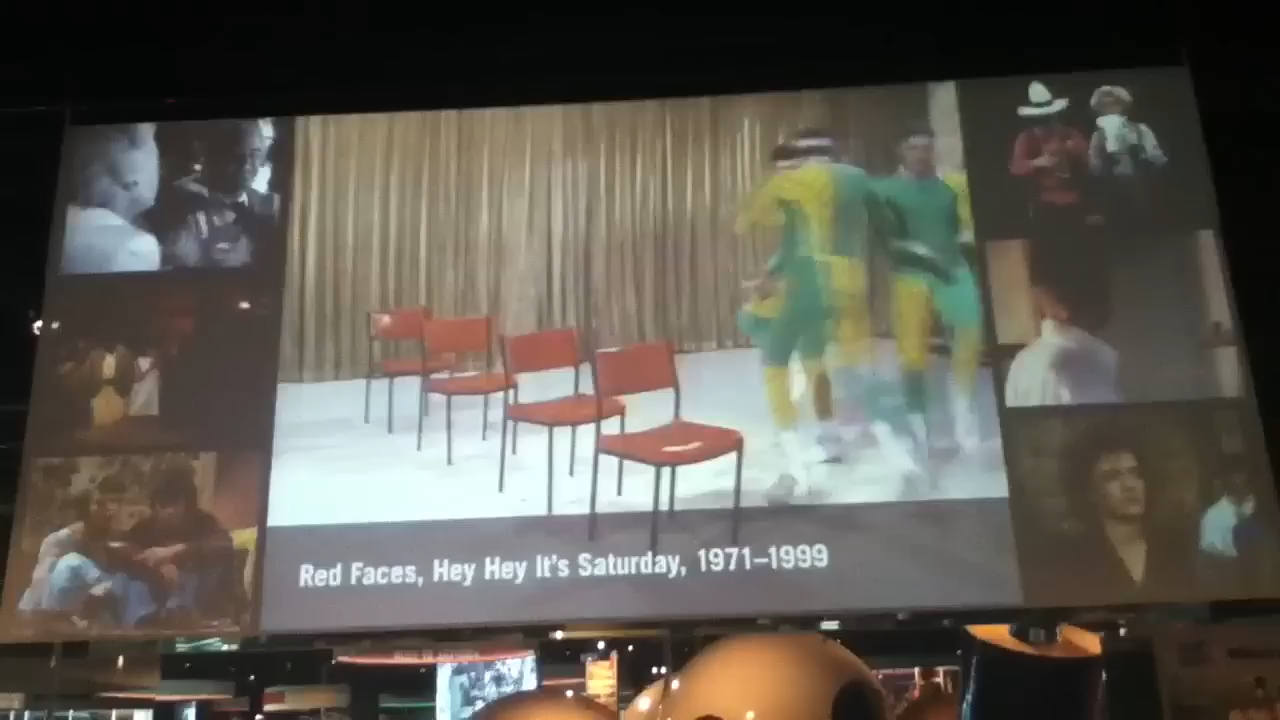 Red Faces, Hey Hey It's Saturday, 1971–1999